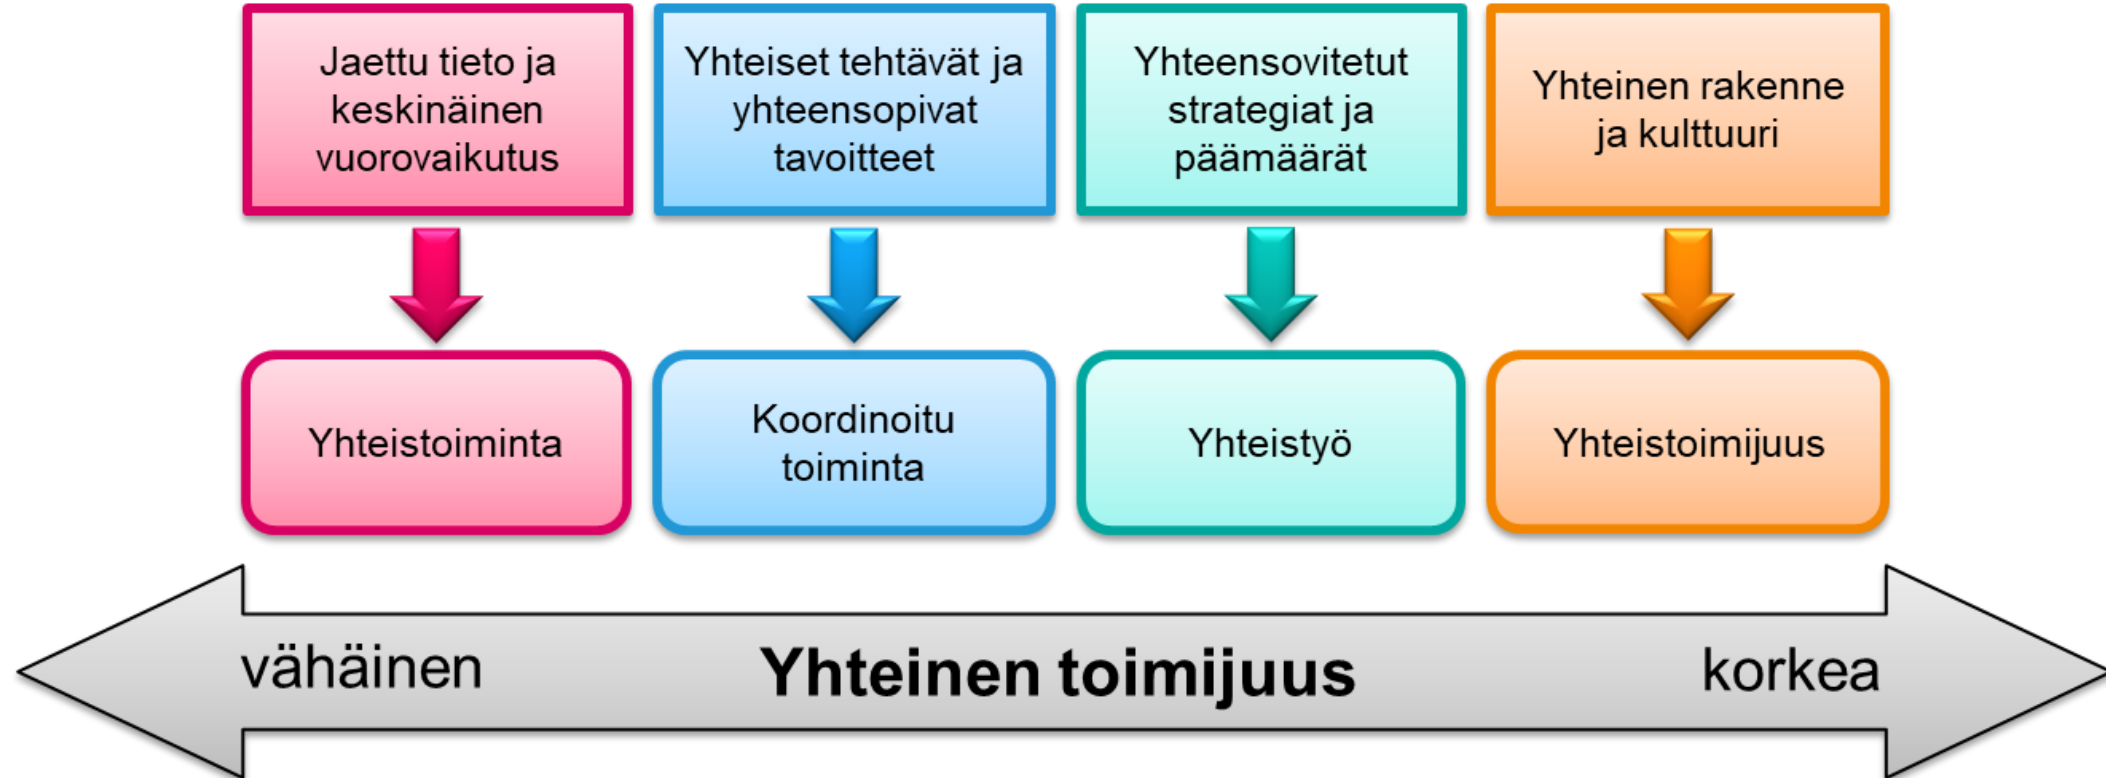 Jaettu tieto ja
keskinäinen
vuorovaikutus
Yhteiset tehtävät ja
yhteensopivat
tavoitteet
Yhteensovitetut
strategiat ja
päämäärät
Yhteinen rakenne
ja kulttuuri
Yhteistoiminta
Koordinoitu
toiminta
Yhteistyö
Yhteistoimijuus
vähäinen
Yhteinen toimijuus
korkea